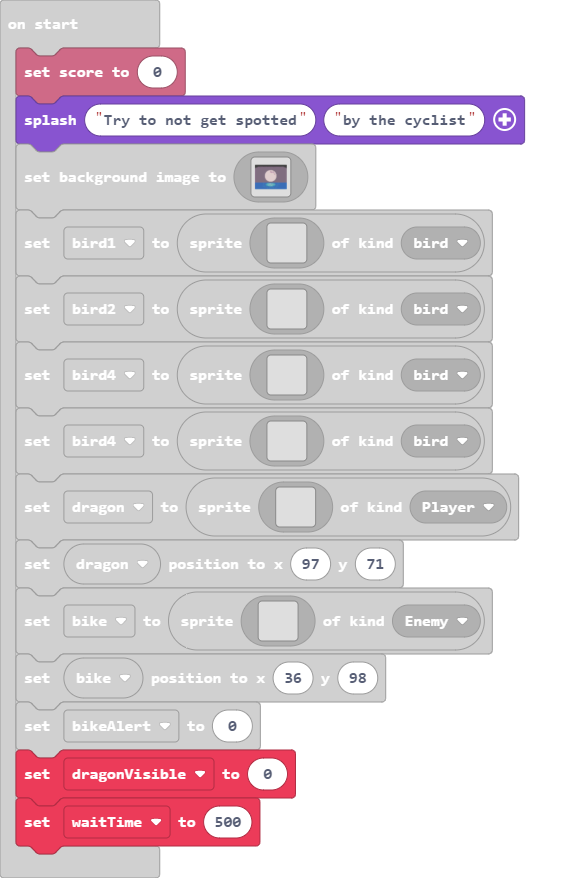 on start
set score to 0
splash "Try to not get spotted" "by the cyclist"
set background image to
set bird1 to sprite of kind bird
set bird2 to sprite of kind bird
set bird4 to sprite of kind bird
set bird4 to sprite of kind bird
set dragon to sprite of kind Player
set dragon position to x 97 y 71
set bike to sprite of kind Enemy
set bike position to x 36 y 98
set bikeAlert to 0
set dragonVisible to 0
set waitTime to 500